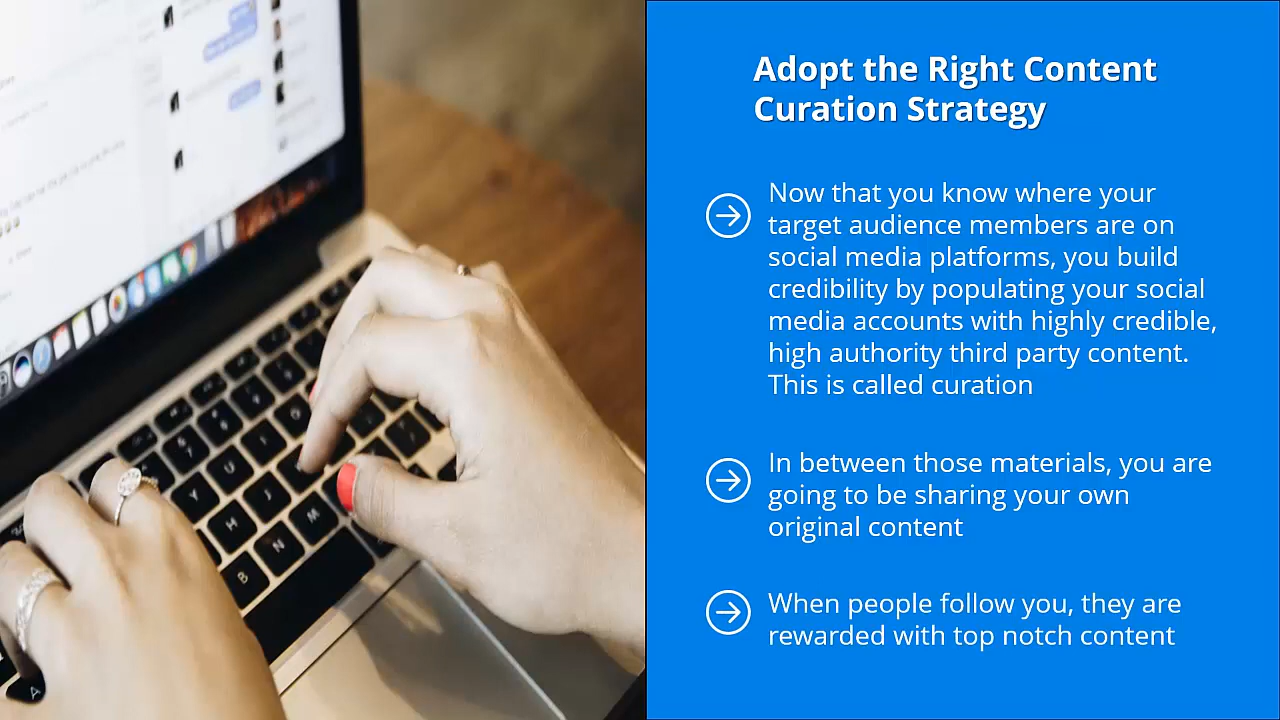 Adopt the Right Content
Curation Strategy
Now that you know where your
target audience members are on
social media platforms, you build
credibility by populating your social
media accounts with highly credible,
high authority third party content.
This is called curation
In between those materials, you are
going to be sharing your own
original content
When people follow you, they are
rewarded with top notch content